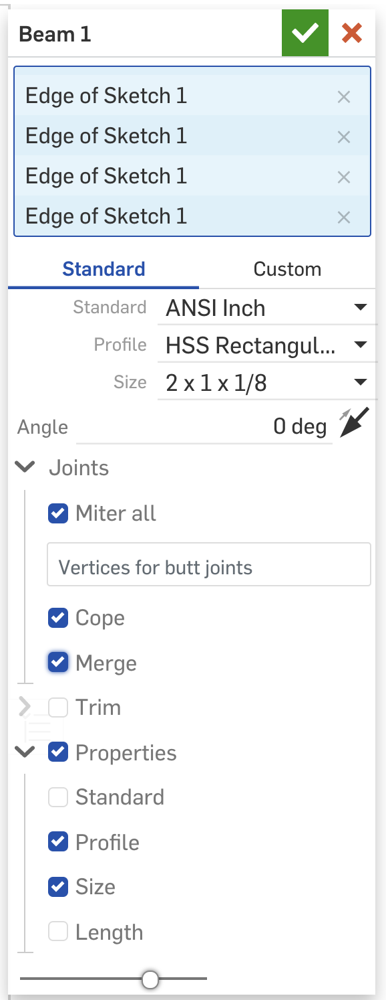 Beam 1
Edge of Sketch 1
Edge of Sketch 1
Edge of Sketch 1
Edge of Sketch 1
Standard Custom
Standard ANSI Inch
Profile HSS Rectangul...
Size 2 x 1 x 1/8
Angle 0 deg
Joints
Miter all
Vertices for butt joints
Cope
Merge
Trim
Properties
Standard
Profile
Size
Length